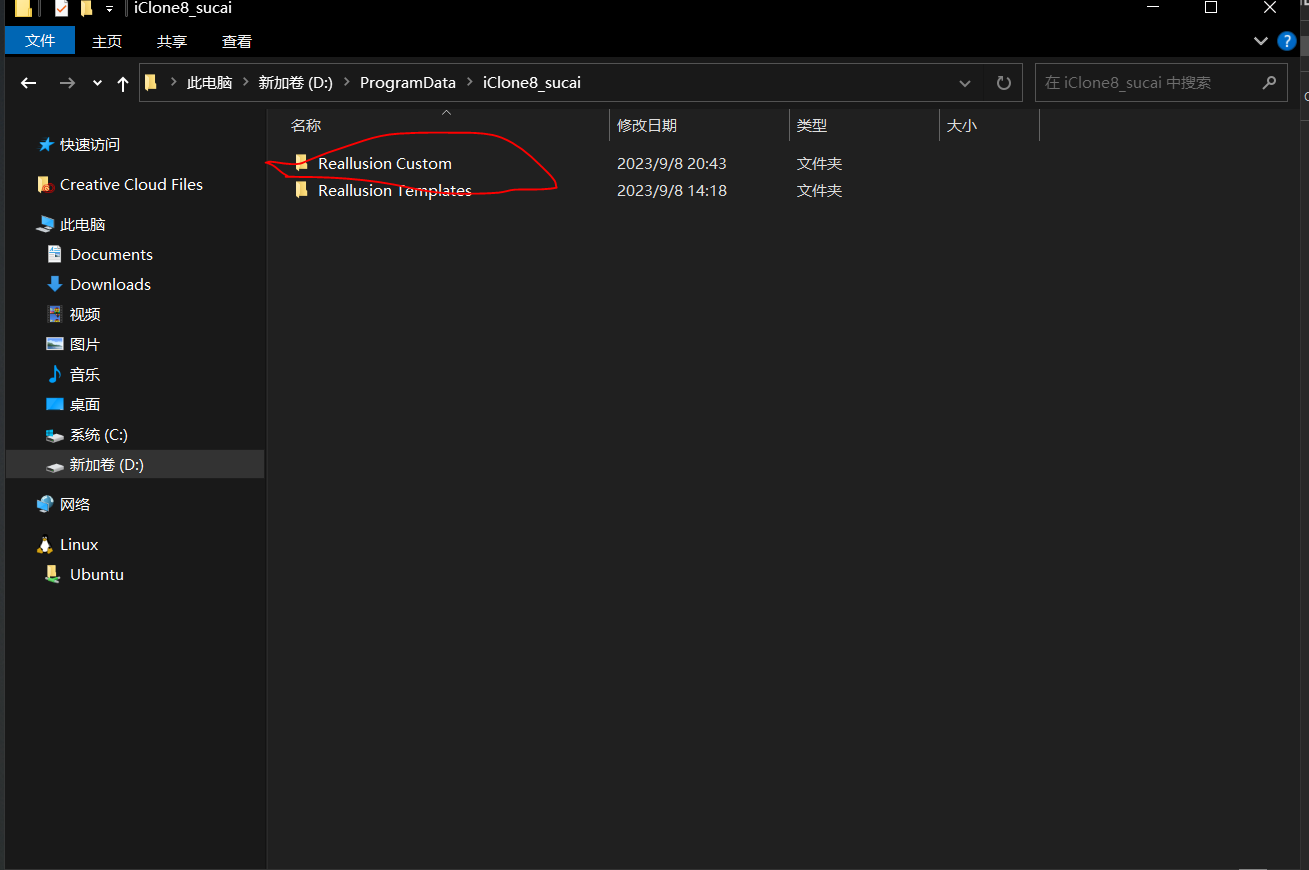 iClone8_sucai
文件 主页 共享 查看
此电脑 新加卷 (D:) ProgramData iClone8_sucai 在 iClone8_sucai 中搜索
名称 修改日期 类型 大小
Reallusion Custom 2023/9/8 20:43 文件夹
Reallusion Templates 2023/9/8 14:18 文件夹
快速访问
Creative Cloud Files
此电脑
Documents
Downloads
视频
图片
音乐
桌面
系统 (C:)
新加卷 (D:)
网络
Linux
Ubuntu